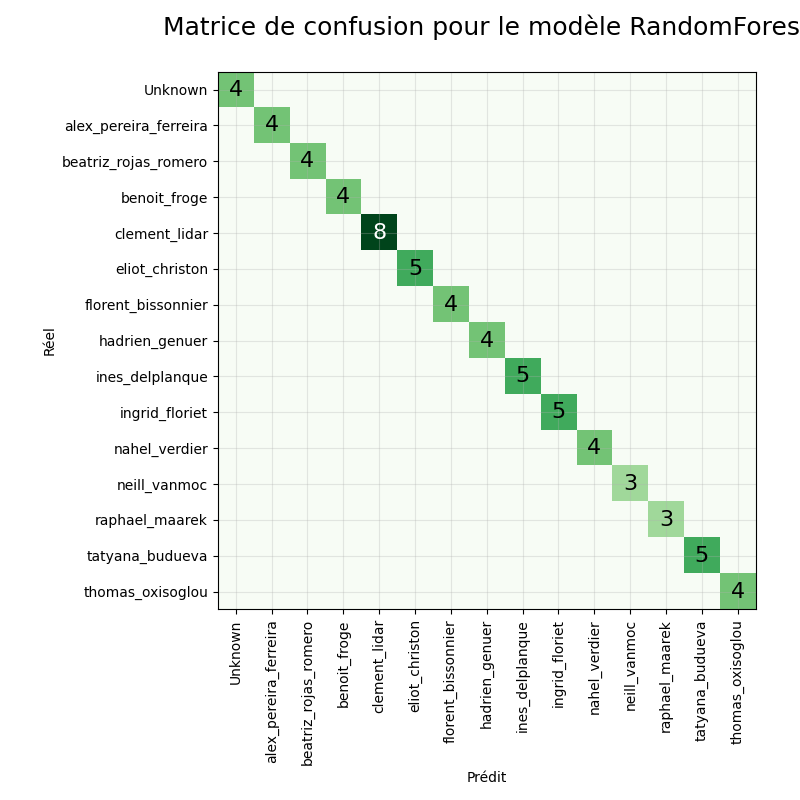 Matrice de confusion pour le modèle RandomFores
Unknown 4
alex_pereira_ferreira 4
beatriz_rojas_romero 4
benoit_froge 4
clement_lidar 8
eliot_christon 5
florent_bissonnier 4
hadrien_genuer 4
ines_delplanque 5
ingrid_floriet 5
nahel_verdier 4
neill_vanmoc 3
raphael_maarek 3
tatyana_budueva 5
thomas_oxisoglou 4
Réel
Unknown
alex_pereira_ferreira
beatriz_rojas_romero
benoit_froge
clement_lidar
eliot_christon
florent_bissonnier
hadrien_genuer
ines_delplanque
ingrid_floriet
nahel_verdier
neill_vanmoc
raphael_maarek
tatyana_budueva
thomas_oxisoglou
Prédit